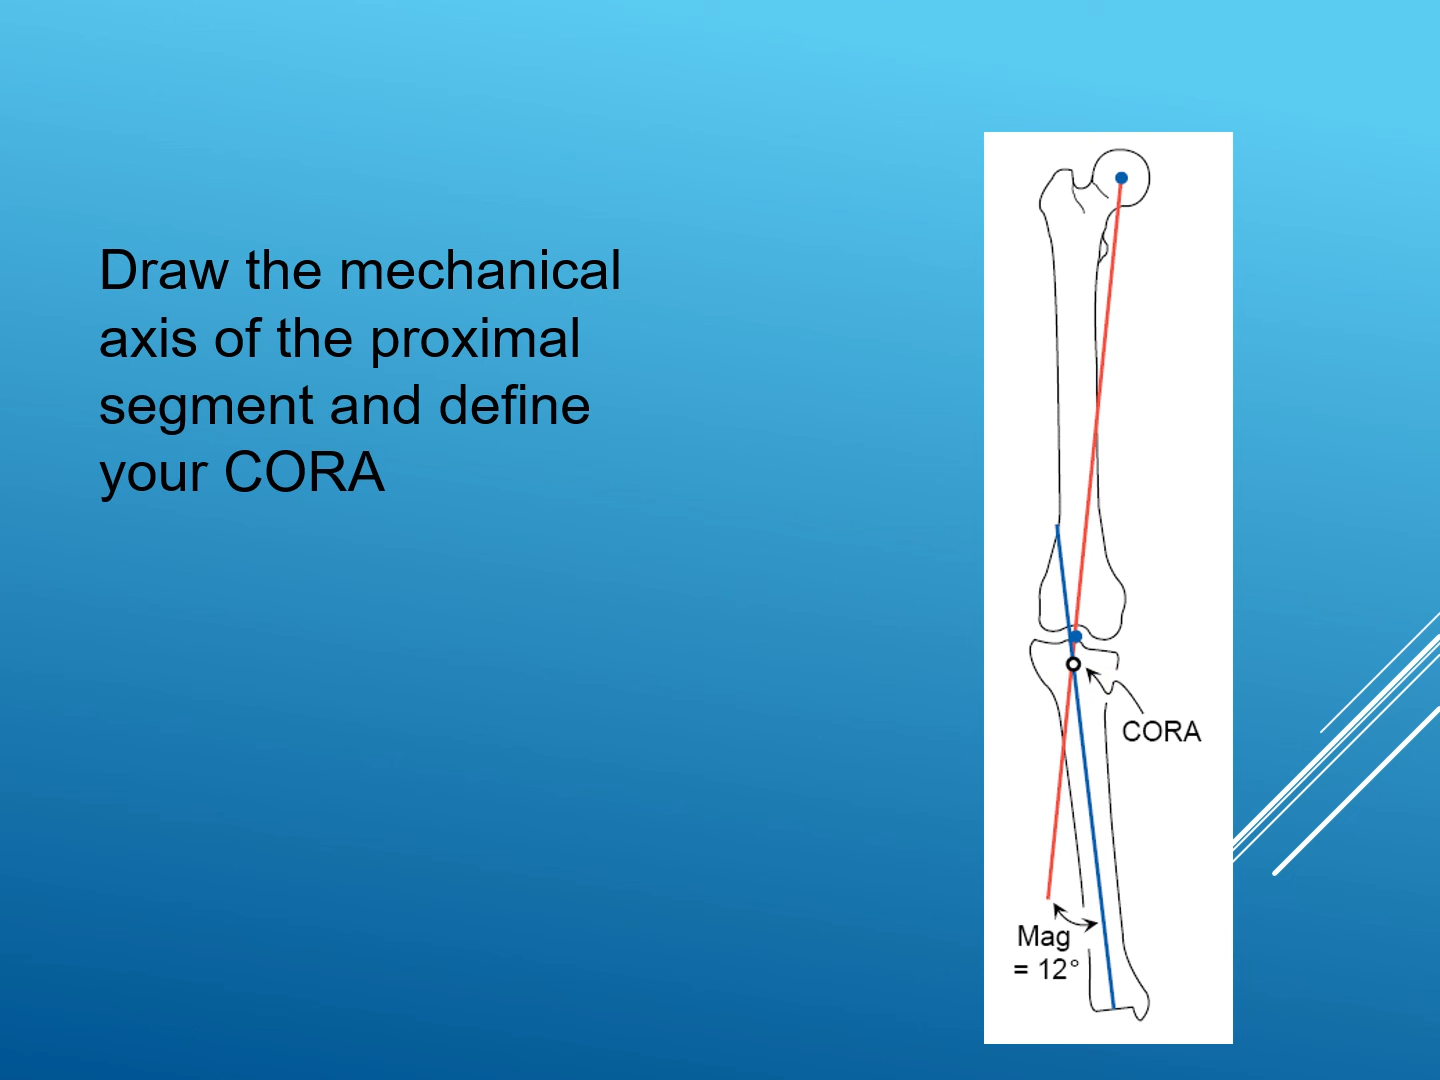 Draw the mechanical
axis of the proximal
segment and define
your CORA
CORA
Mag
= 12°